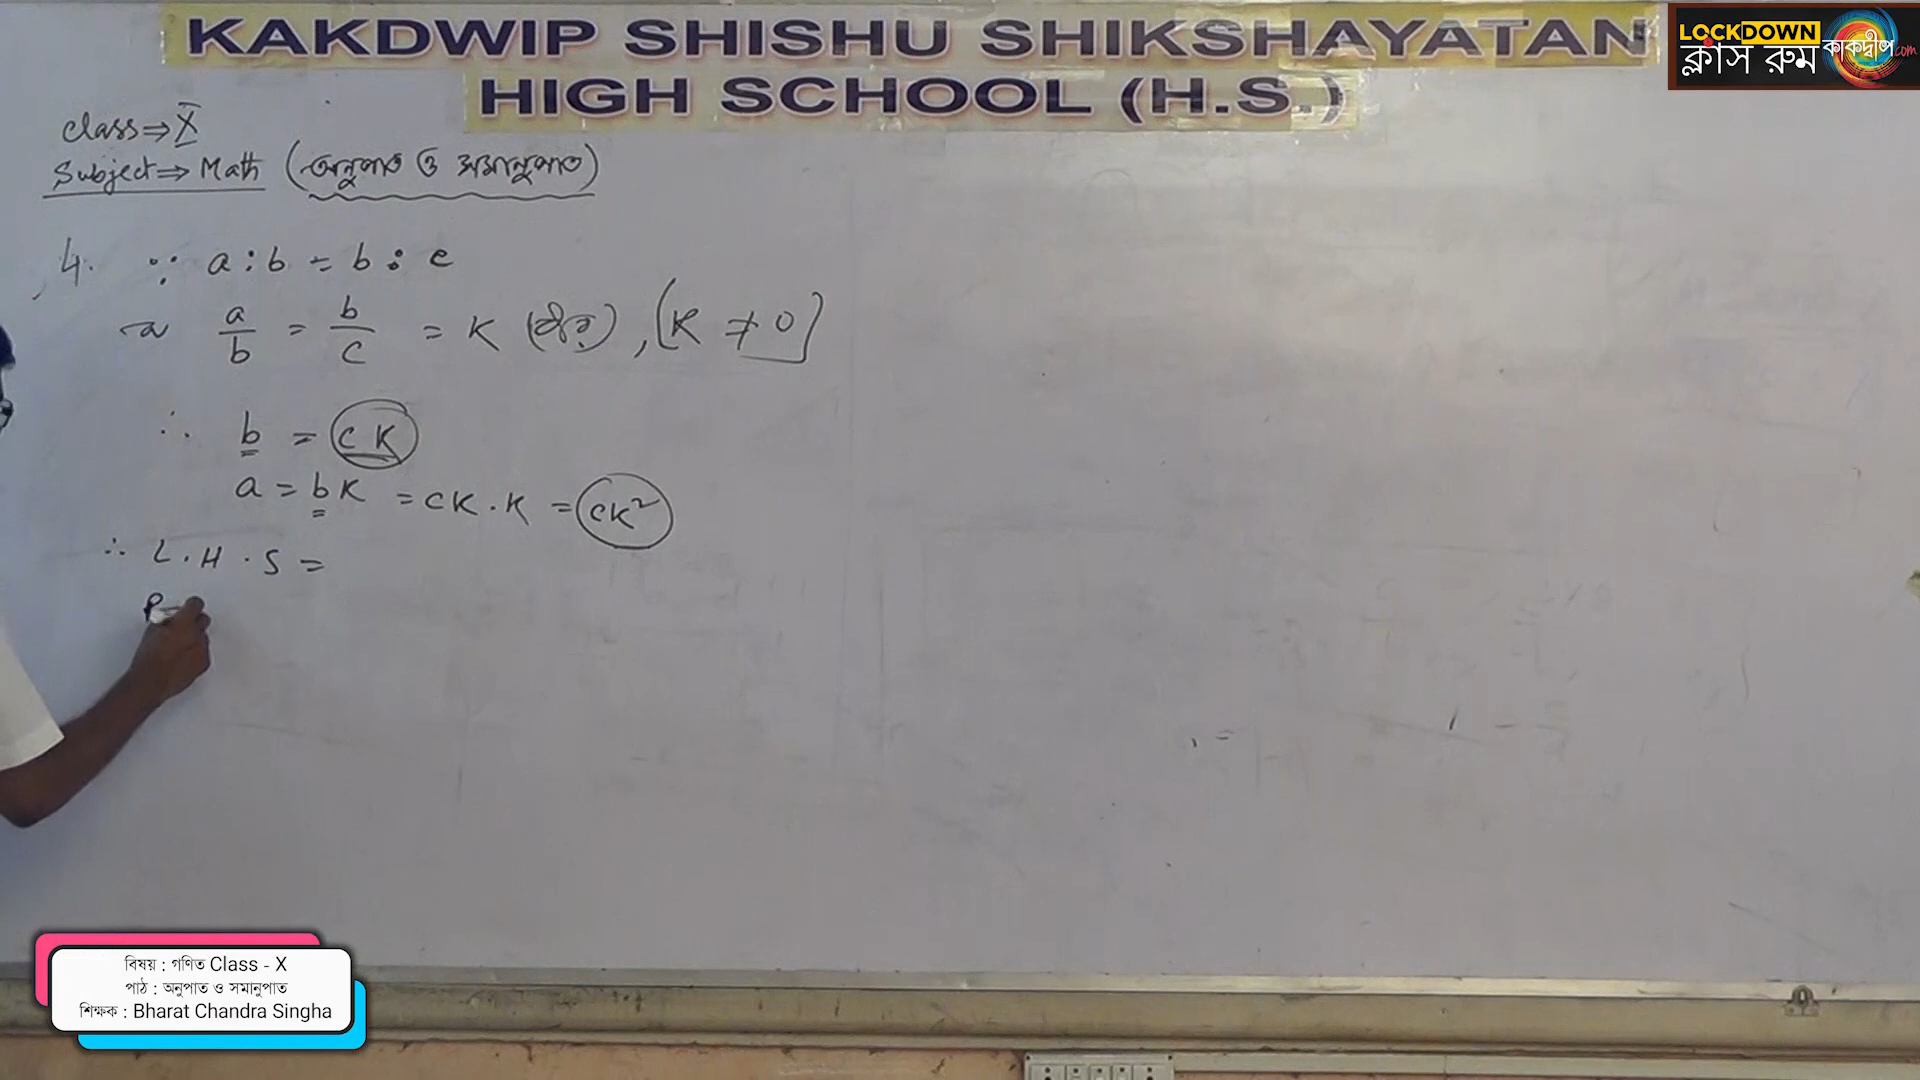 KAKDWIP SHISHU SHIKSHAYATAN
HIGH SCHOOL (H.S.)
LOCKDOWN
ক্লাস রুম
কাকদ্বীপ.com
Class ⇒ X
Subject ⇒ Math (অনুপাত ও সমানুপাত)
4. ∵ a : b = b : c
বা a/b = b/c = K (ধরি), [K ≠ 0]
∴ b = cK
a = bK = cK . K = cK²
∴ L.H.S =
বিষয় : গণিত Class - X
পাঠ : অনুপাত ও সমানুপাত
শিক্ষক : Bharat Chandra Singha